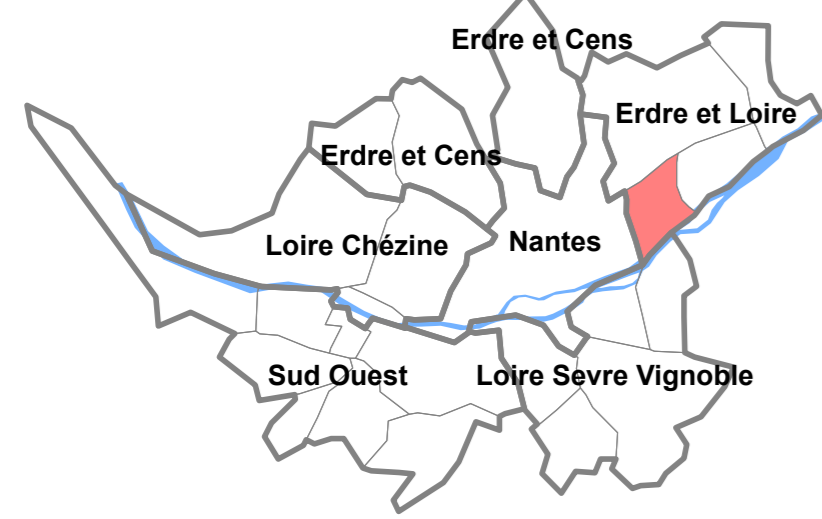 Erdre et Cens
Erdre et Loire
Erdre et Cens
Loire Chézine
Nantes
Sud Ouest
Loire Sevre Vignoble